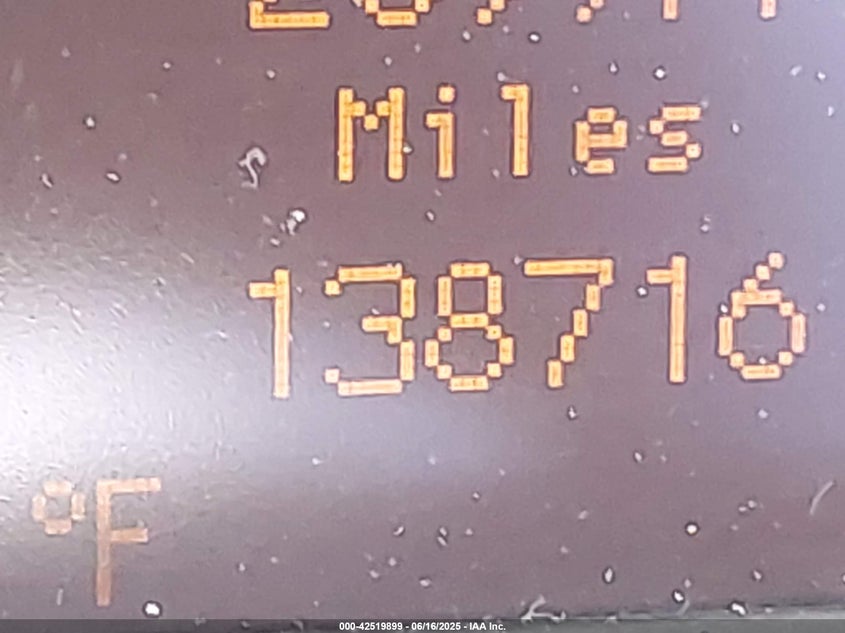 Miles
138716
°F
000-42519899 - 06/16/2025 - IAA Inc.